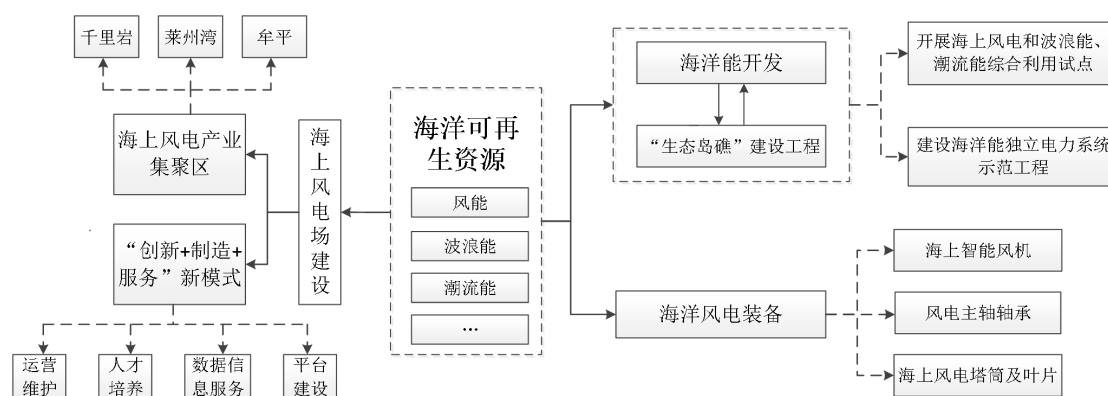 千里岩
莱州湾
牟平
海上风电产业
集聚区
“创新+制造+
服务”新模式
运营
维护
人才
培养
数据信
息服务
平台
建设
海上风电场建设
海洋可再
生资源
风能
波浪能
潮流能
...
海洋能开发
“生态岛礁”建设工程
开展海上风电和波浪能、
潮流能综合利用试点
建设海洋能独立电力系统
示范工程
海洋风电装备
海上智能风机
风电主轴轴承
海上风电塔筒及叶片